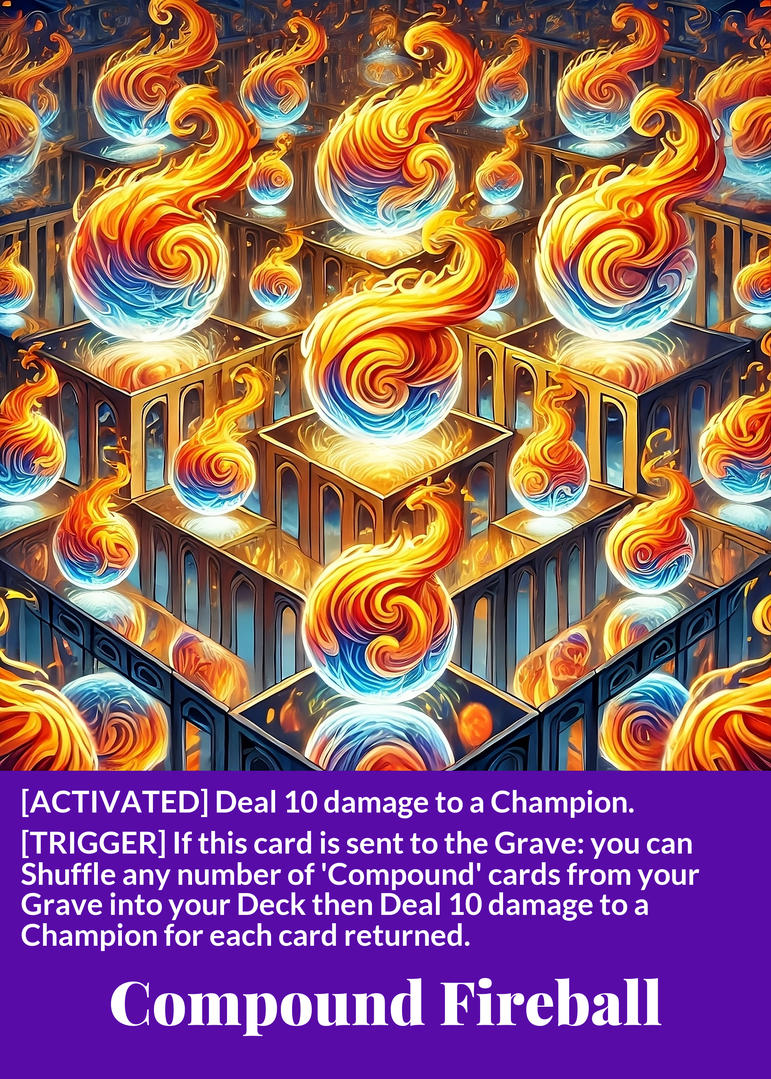 [ACTIVATED] Deal 10 damage to a Champion.
[TRIGGER] If this card is sent to the Grave: you can
Shuffle any number of 'Compound' cards from your
Grave into your Deck then Deal 10 damage to a
Champion for each card returned.
Compound Fireball